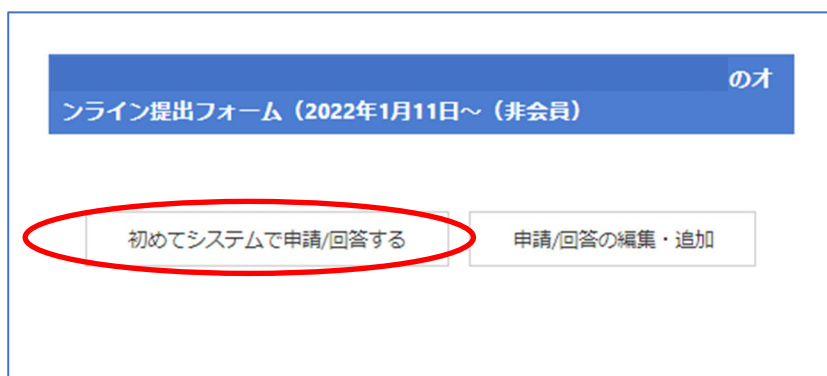 のオ
ンライン提出フォーム（2022年1月11日～（非会員）
初めてシステムで申請/回答する
申請/回答の編集・追加